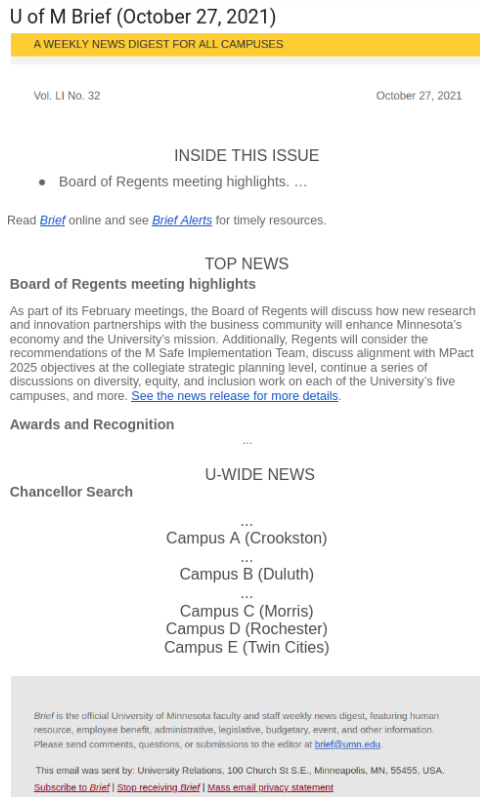 U of M Brief (October 27, 2021)
A WEEKLY NEWS DIGEST FOR ALL CAMPUSES
Vol. LI No. 32 October 27, 2021
INSIDE THIS ISSUE
● Board of Regents meeting highlights. …
Read Brief online and see Brief Alerts for timely resources.
TOP NEWS
Board of Regents meeting highlights
As part of its February meetings, the Board of Regents will discuss how new research
and innovation partnerships with the business community will enhance Minnesota's
economy and the University's mission. Additionally, Regents will consider the
recommendations of the M Safe Implementation Team, discuss alignment with MPact
2025 objectives at the collegiate strategic planning level, continue a series of
discussions on diversity, equity, and inclusion work on each of the University's five
campuses, and more. See the news release for more details.
Awards and Recognition
...
U-WIDE NEWS
Chancellor Search
...
Campus A (Crookston)
...
Campus B (Duluth)
...
Campus C (Morris)
Campus D (Rochester)
Campus E (Twin Cities)
Brief is the official University of Minnesota faculty and staff weekly news digest, featuring human
resource, employee benefit, administrative, legislative, budgetary, event, and other information.
Please send comments, questions, or submissions to the editor at brief@umn.edu.
This email was sent by: University Relations, 100 Church St S.E., Minneapolis, MN, 55455, USA.
Subscribe to Brief | Stop receiving Brief | Mass email privacy statement